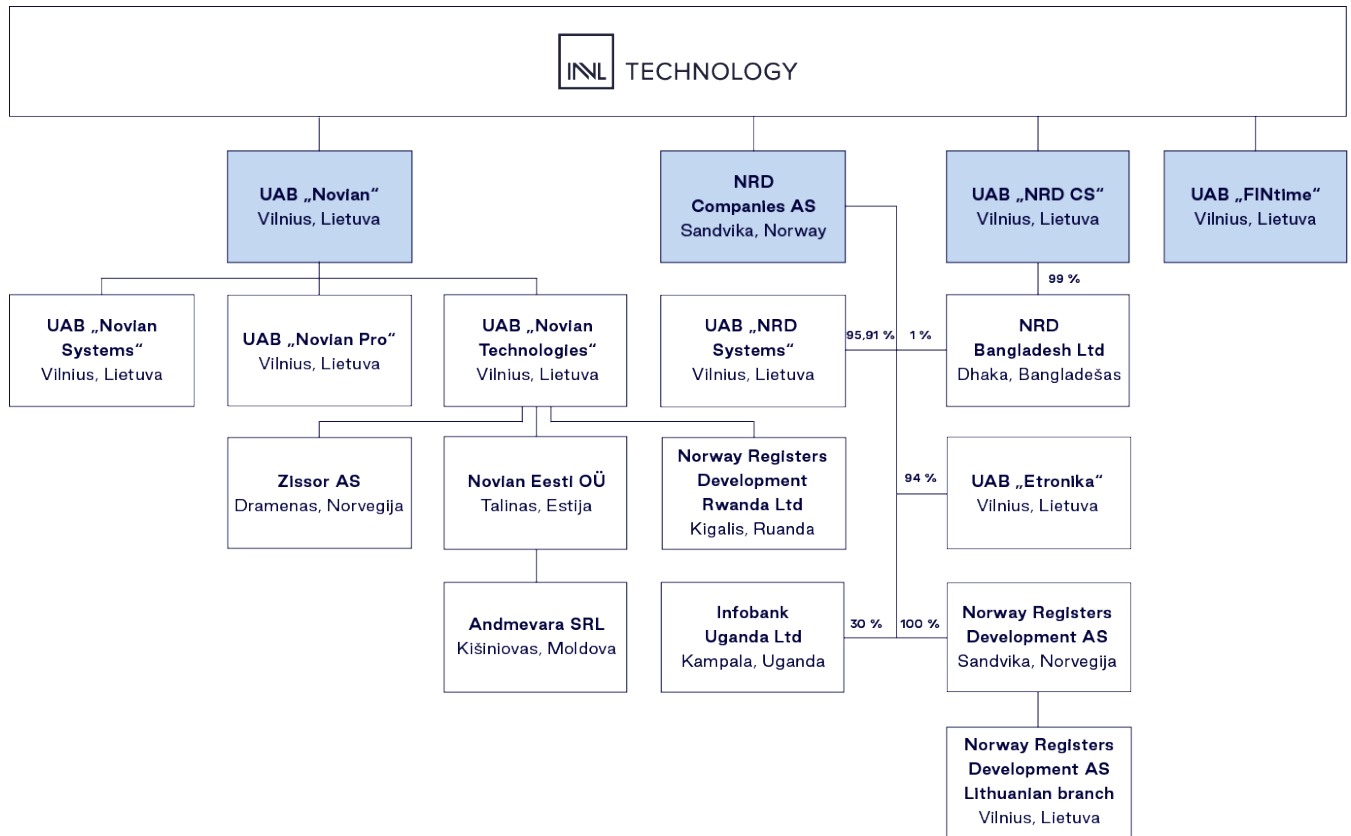 INVL TECHNOLOGY
UAB „Novian“
Vilnius, Lietuva
NRD
Companies AS
Sandvika, Norway
UAB „NRD CS“
Vilnius, Lietuva
UAB „FINtime“
Vilnius, Lietuva
99 %
UAB „Novian
Systems“
Vilnius, Lietuva
UAB „Novian Pro“
Vilnius, Lietuva
UAB „Novian
Technologies“
Vilnius, Lietuva
UAB „NRD
Systems“
Vilnius, Lietuva
95,91 %
1 %
NRD
Bangladesh Ltd
Dhaka, Bangladešas
Zissor AS
Dramenas, Norvegija
Novian Eesti OÜ
Talinas, Estija
Norway Registers
Development
Rwanda Ltd
Kigalis, Ruanda
94 %
UAB „Etronika“
Vilnius, Lietuva
Andmevara SRL
Kišiniovas, Moldova
Infobank
Uganda Ltd
Kampala, Uganda
30 %
100 %
Norway Registers
Development AS
Sandvika, Norvegija
Norway Registers
Development AS
Lithuanian branch
Vilnius, Lietuva